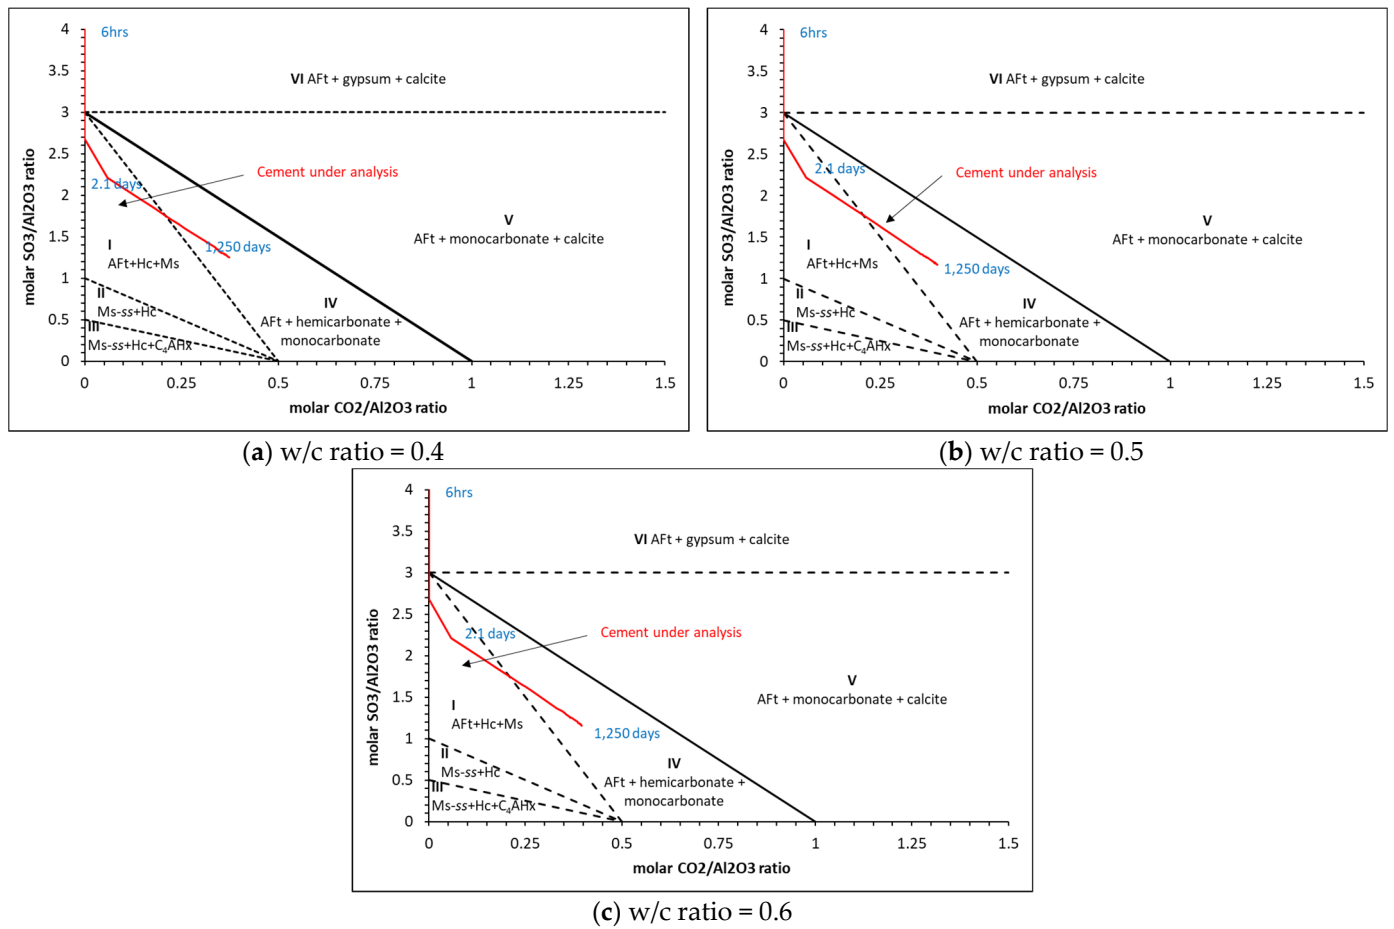 4
6hrs
3.5
VI AFt + gypsum + calcite
3
2.5
Cement under analysis
2.1 days
2
V
AFt + monocarbonate + calcite
1.5
I
1,250 days
AFt+Hc+Ms
1
II
Ms-ss+Hc
IV
AFt + hemicarbonate +
monocarbonate
0.5
III
Ms-ss+Hc+C4AHx
0
0 0.25 0.5 0.75 1 1.25 1.5
molar SO3/Al2O3 ratio
molar CO2/Al2O3 ratio
(a) w/c ratio = 0.4
4
6hrs
3.5
VI AFt + gypsum + calcite
3
2.5
2.1 days
Cement under analysis
2
V
AFt + monocarbonate + calcite
1.5
I
AFt+Hc+Ms
1,250 days
1
II
Ms-ss+Hc
IV
AFt + hemicarbonate +
monocarbonate
0.5
III
Ms-ss+Hc+C4AHx
0
0 0.25 0.5 0.75 1 1.25 1.5
molar SO3/Al2O3 ratio
molar CO2/Al2O3 ratio
(b) w/c ratio = 0.5
4
6hrs
3.5
VI AFt + gypsum + calcite
3
2.5
2.1 days
Cement under analysis
2
V
AFt + monocarbonate + calcite
1.5
I
AFt+Hc+Ms
1,250 days
1
II
Ms-ss+Hc
IV
AFt + hemicarbonate +
monocarbonate
0.5
III
Ms-ss+Hc+C4AHx
0
0 0.25 0.5 0.75 1 1.25 1.5
molar SO3/Al2O3 ratio
molar CO2/Al2O3 ratio
(c) w/c ratio = 0.6